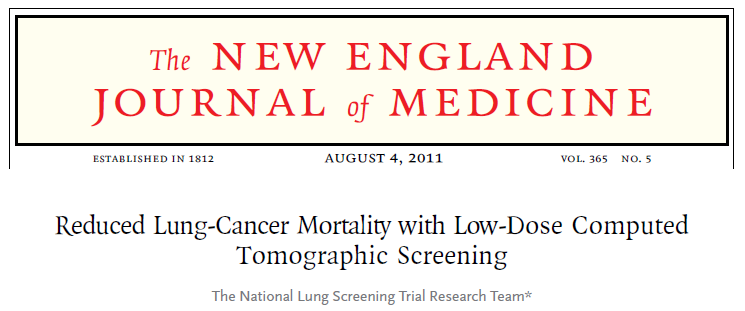 The NEW ENGLAND
JOURNAL of MEDICINE
ESTABLISHED IN 1812 AUGUST 4, 2011 VOL. 365 NO. 5
Reduced Lung-Cancer Mortality with Low-Dose Computed
Tomographic Screening
The National Lung Screening Trial Research Team*